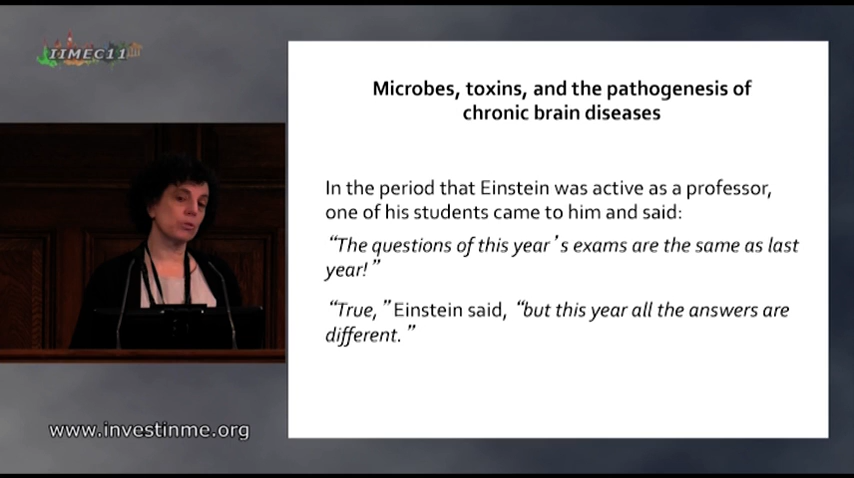 IIMEC11
Microbes, toxins, and the pathogenesis of
chronic brain diseases
In the period that Einstein was active as a professor,
one of his students came to him and said:
“The questions of this year’s exams are the same as last
year!”
“True,” Einstein said, “but this year all the answers are
different.”
www.investinme.org